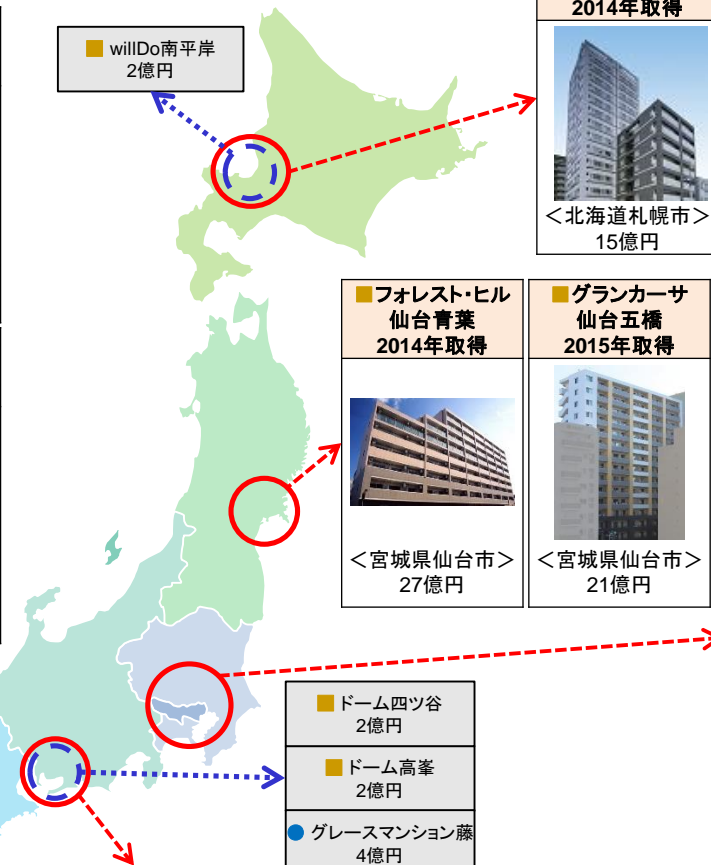 2014年取得
■ willDo南平岸
2億円
<北海道札幌市>
15億円
■フォレスト・ヒル
仙台青葉
2014年取得
■グランカーサ
仙台五橋
2015年取得
<宮城県仙台市>
27億円
<宮城県仙台市>
21億円
■ドーム四ツ谷
2億円
■ドーム高峯
2億円
● グレースマンション藤
4億円